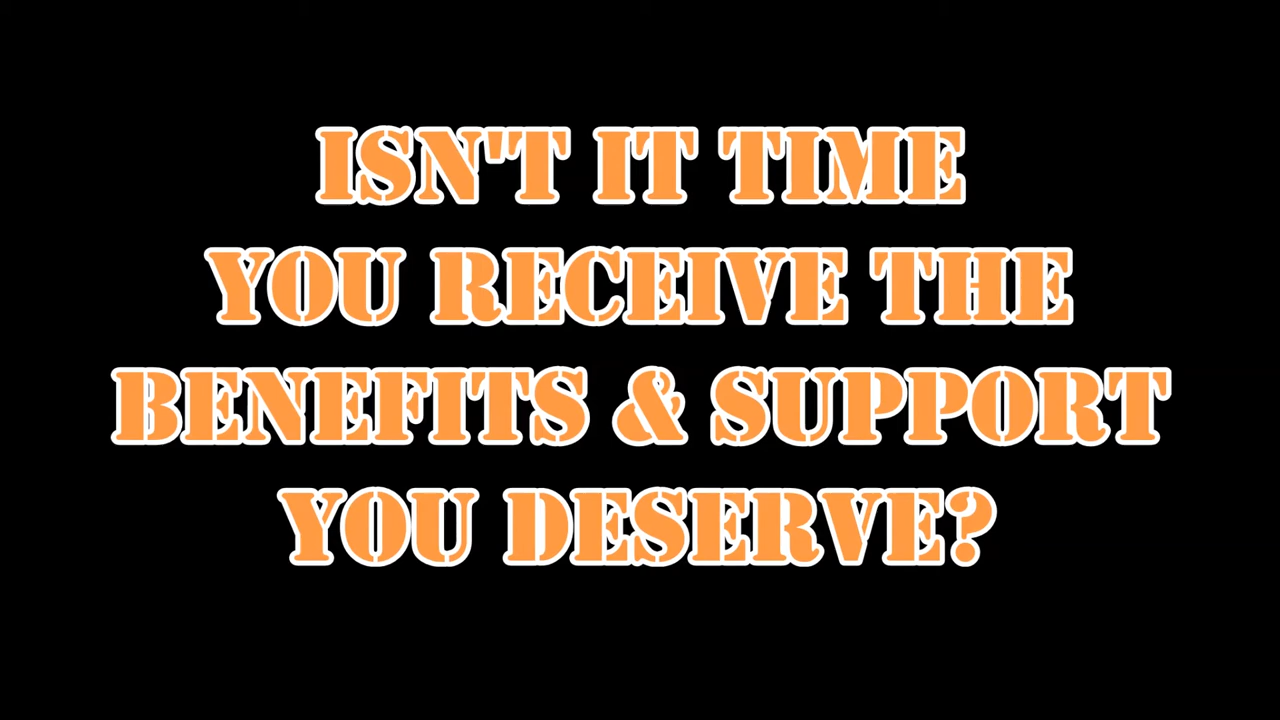 ISN'T IT TIME
YOU RECEIVE THE
BENEFITS & SUPPORT
YOU DESERVE?